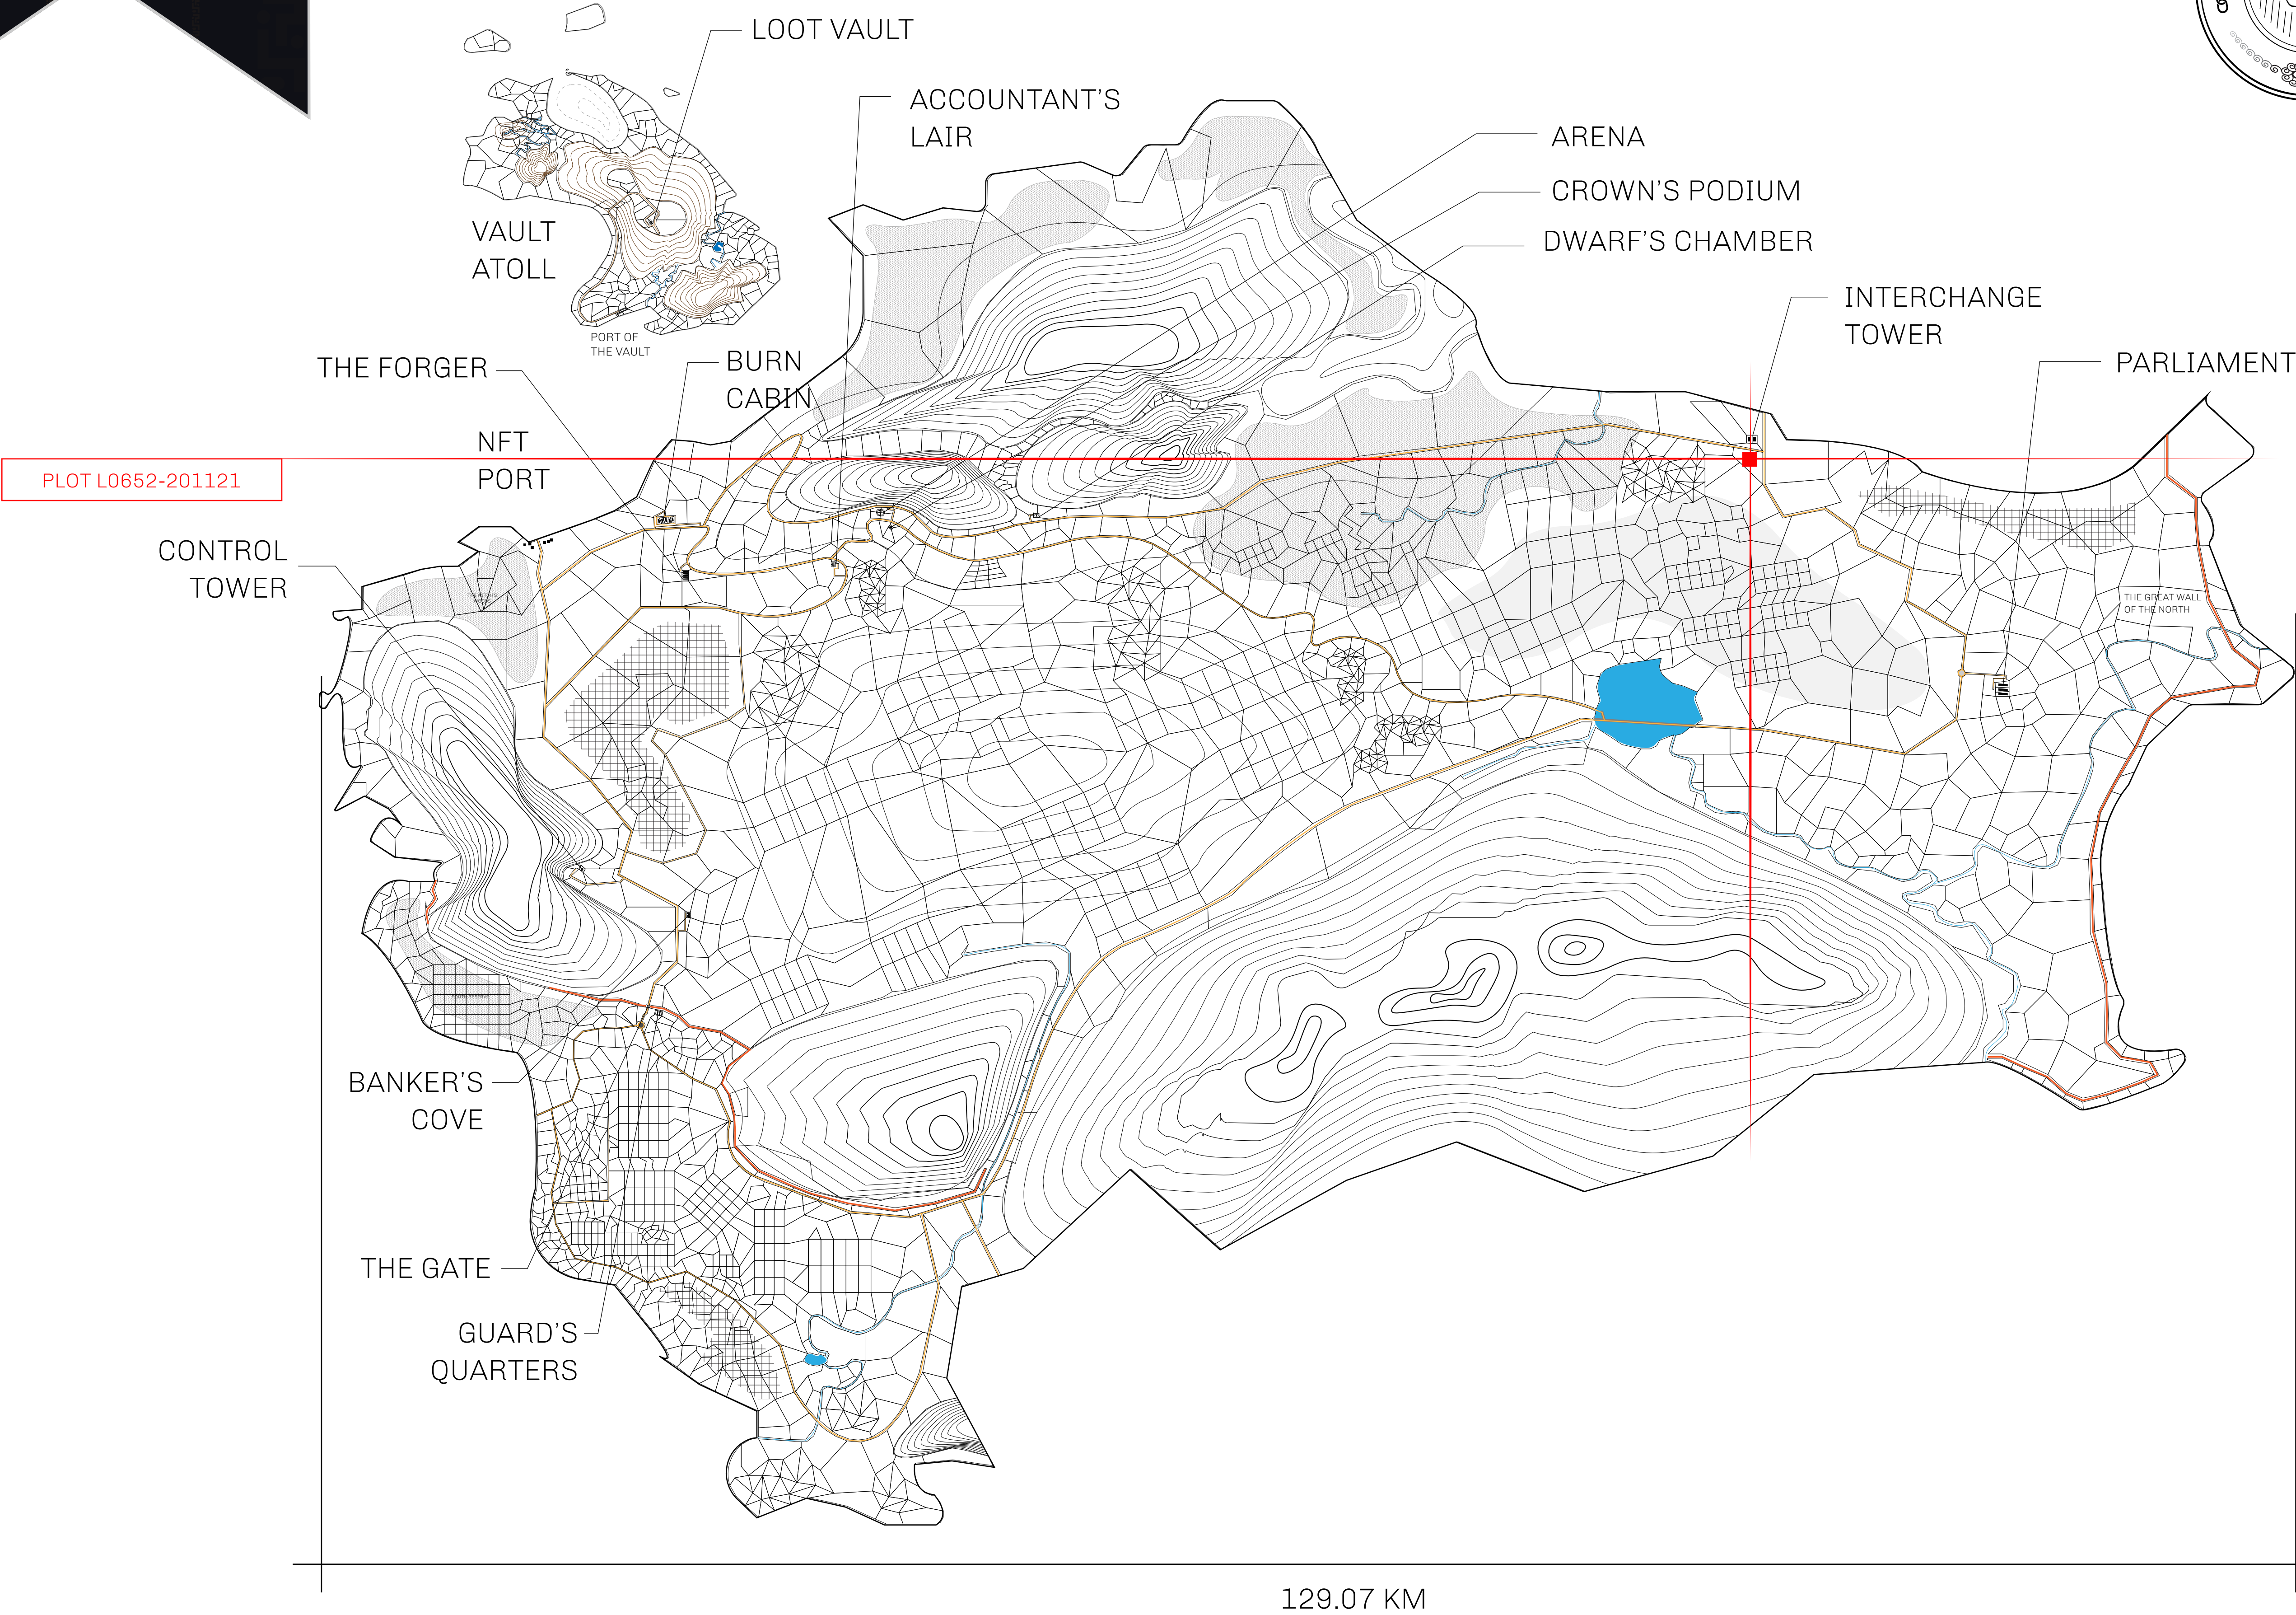 LOOT VAULT
ACCOUNTANT'S
LAIR
ARENA
CROWN'S PODIUM
DWARF'S CHAMBER
VAULT
ATOLL
INTERCHANGE
TOWER
PORT OF
THE VAULT
PARLIAMENT
THE FORGER
BURN
CABIN
NFT
PORT
PLOT L0652-201121
CONTROL
TOWER
THE GREAT WALL
OF THE NORTH
SOUTH RESERVE
BANKER'S
COVE
THE GATE
GUARD'S
QUARTERS
129.07 KM